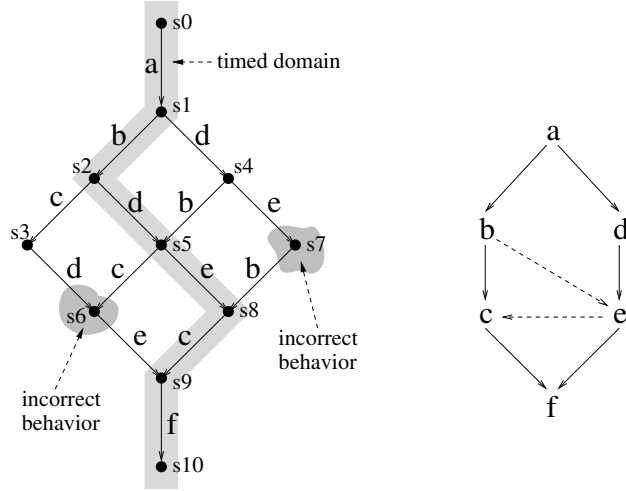 s0
a
timed domain
s1
b
d
s2
s4
c
d
b
e
s3
s5
s7
d
c
e
b
s6
s8
incorrect
behavior
e
c
s9
incorrect
behavior
f
s10
a
b
d
c
e
f